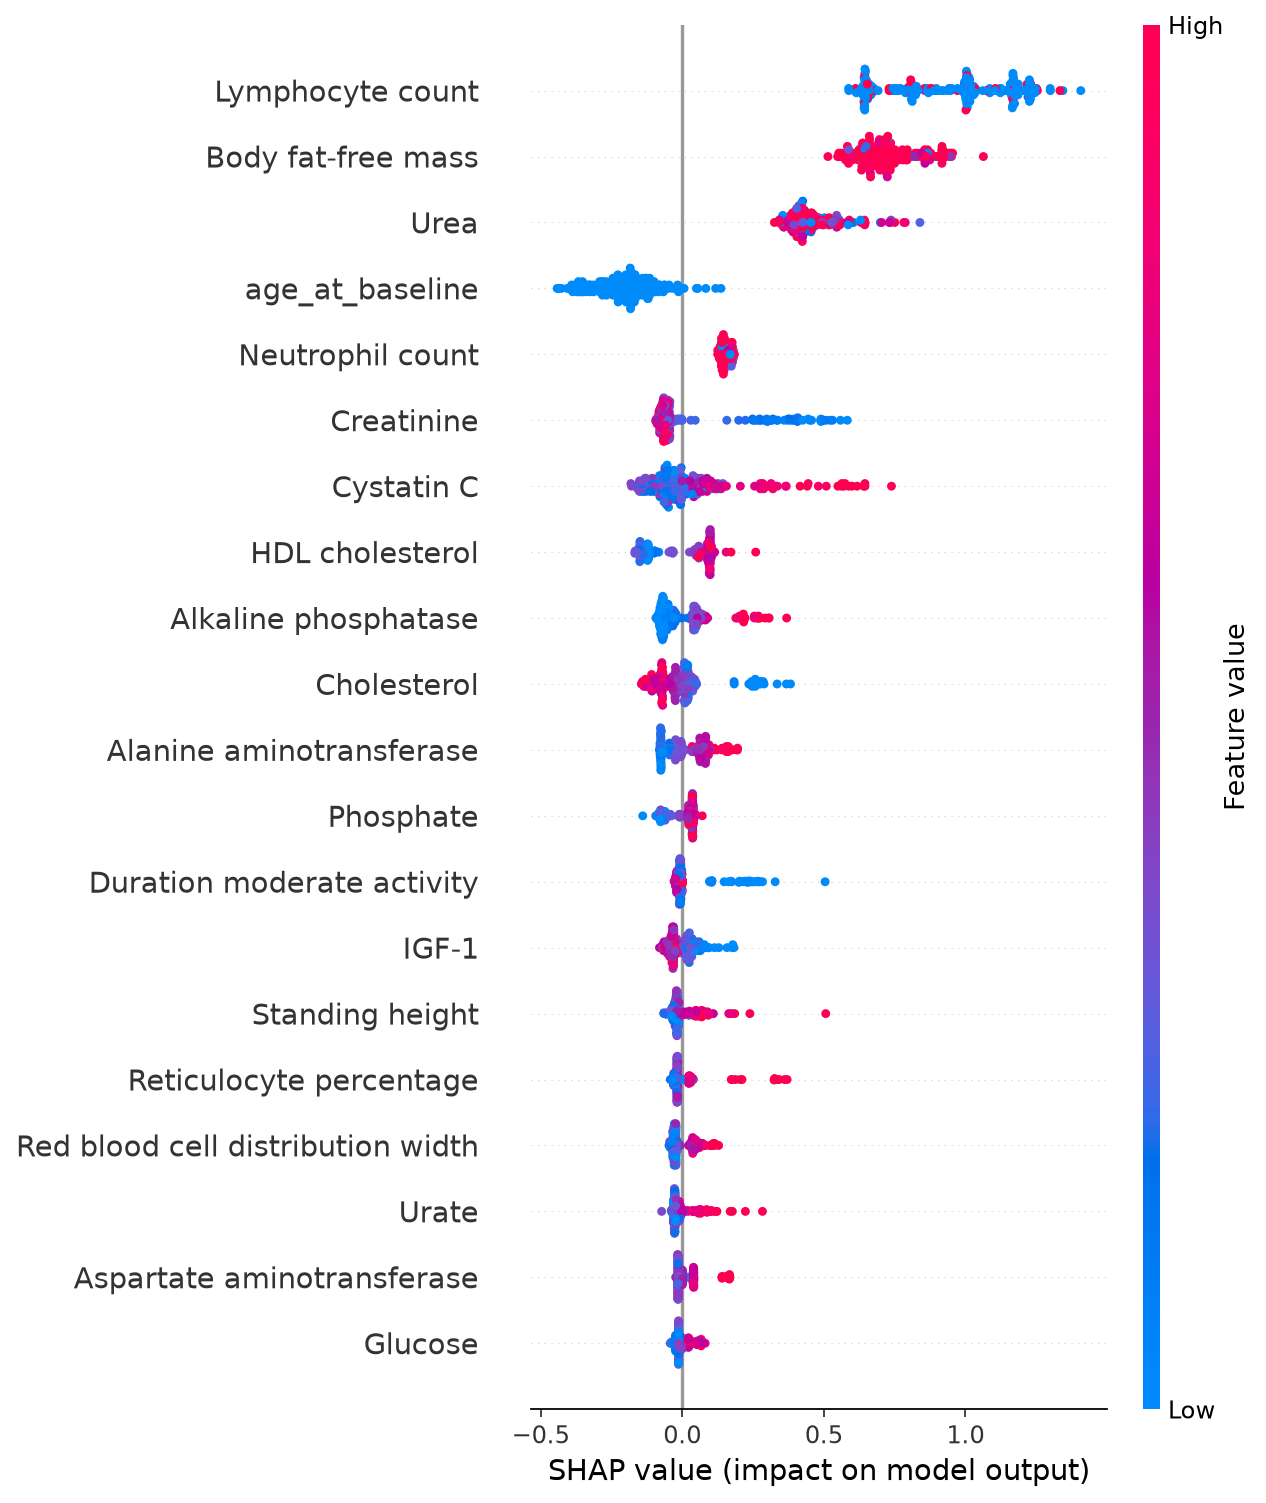 High
Lymphocyte count
Body fat-free mass
Urea
age_at_baseline
Neutrophil count
Creatinine
Cystatin C
HDL cholesterol
Alkaline phosphatase
Cholesterol
Alanine aminotransferase
Phosphate
Duration moderate activity
IGF-1
Standing height
Reticulocyte percentage
Red blood cell distribution width
Urate
Aspartate aminotransferase
Glucose
Feature value
Low
−0.5 0.0 0.5 1.0
SHAP value (impact on model output)